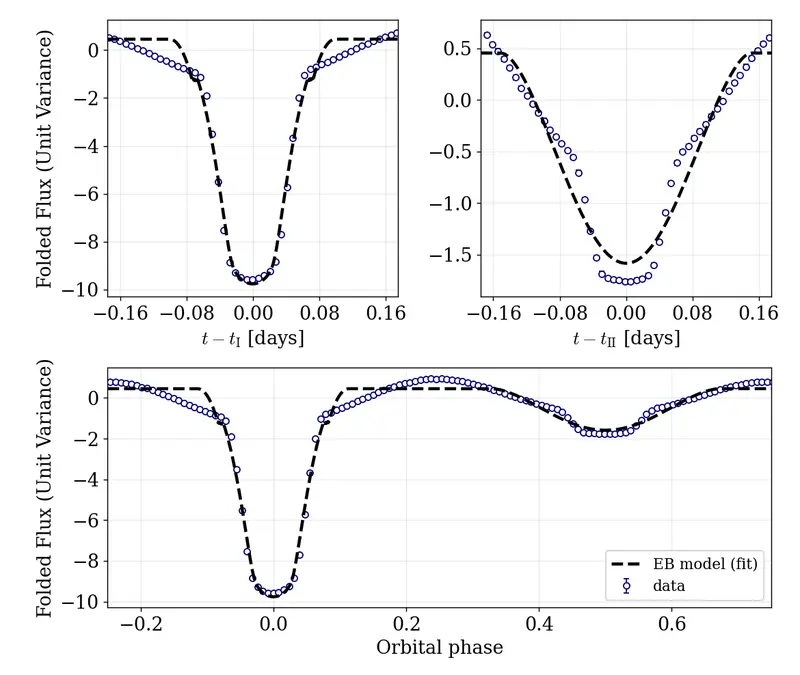 Folded Flux (Unit Variance)
0
−2
−4
−6
−8
−10
−0.16 −0.08 0.00 0.08 0.16
t − tI [days]
0.5
0.0
−0.5
−1.0
−1.5
−0.16 −0.08 0.00 0.08 0.16
t − tII [days]
Folded Flux (Unit Variance)
0
−2
−4
−6
−8
−10
−0.2 0.0 0.2 0.4 0.6
Orbital phase
EB model (fit)
data